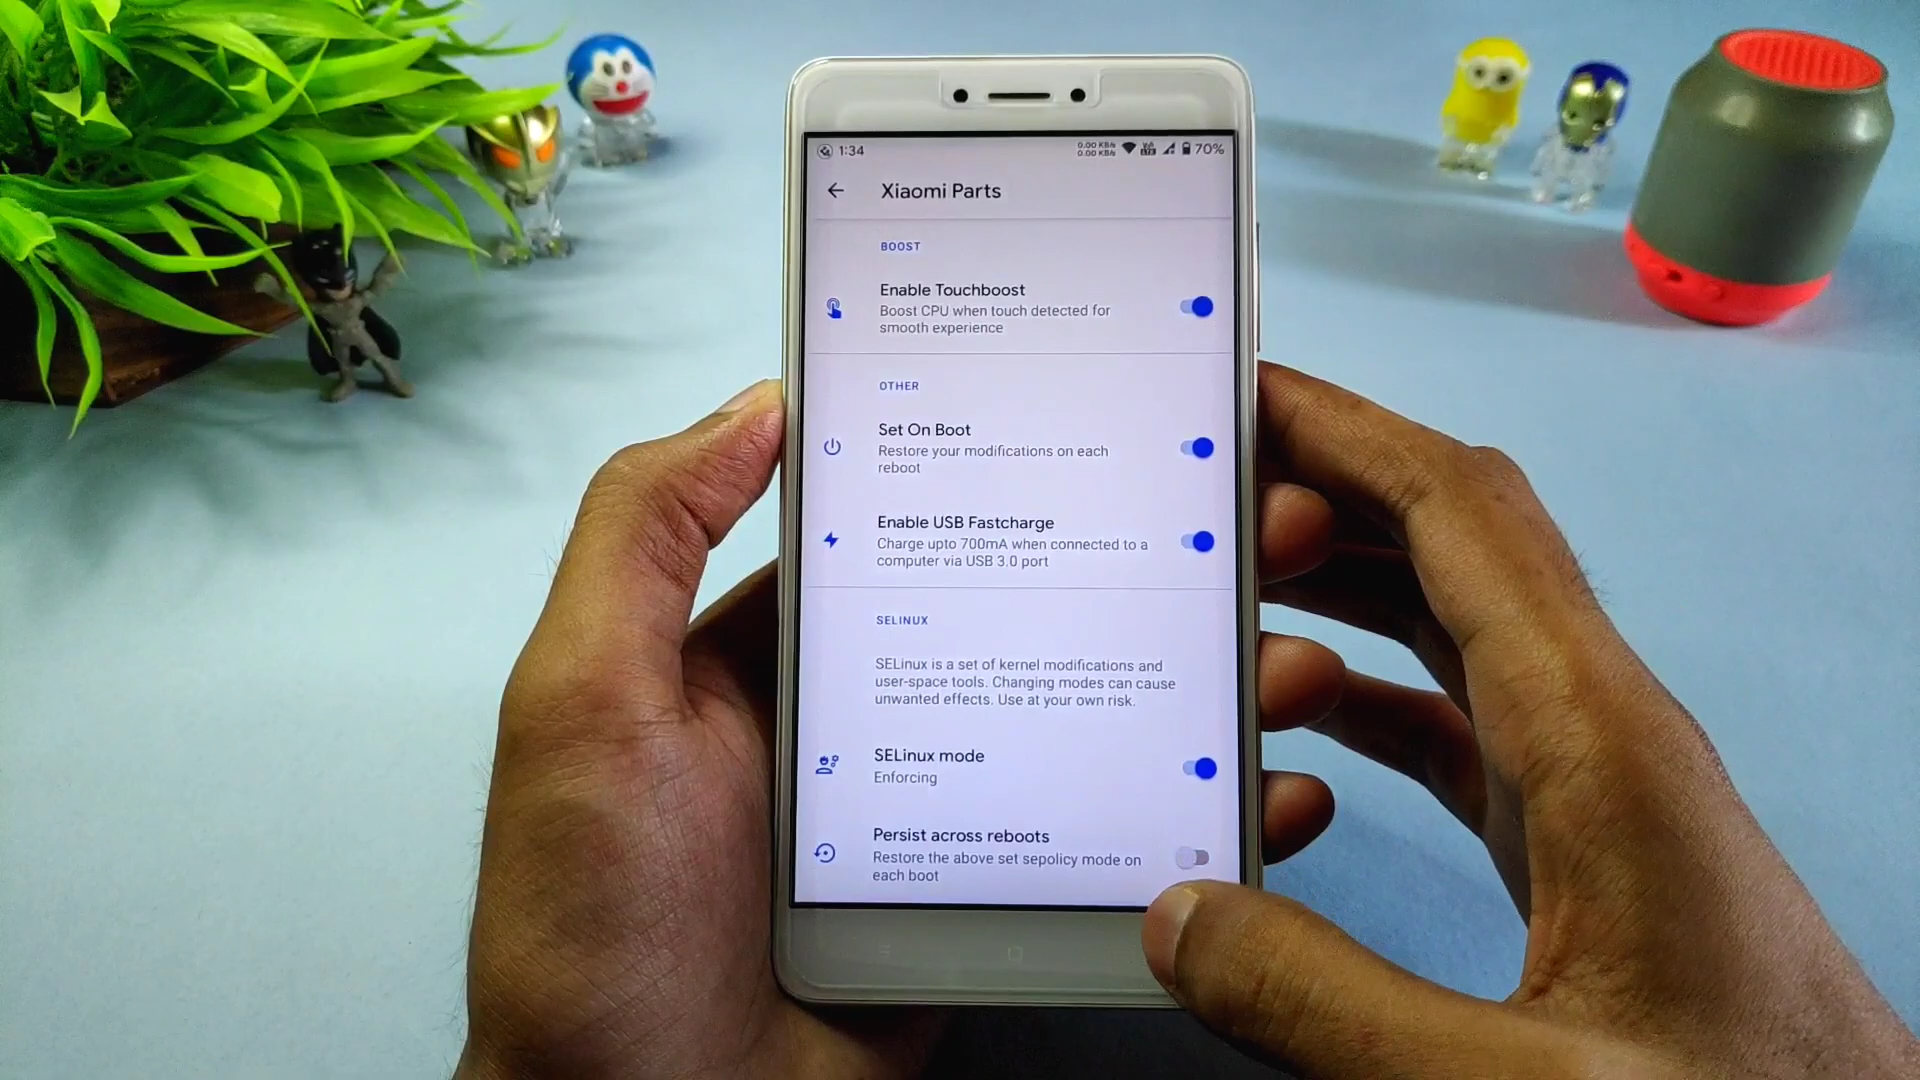 1:34
0.00 KB/s
0.00 KB/s
70%
Xiaomi Parts
BOOST
Enable Touchboost
Boost CPU when touch detected for
smooth experience
OTHER
Set On Boot
Restore your modifications on each
reboot
Enable USB Fastcharge
Charge upto 700mA when connected to a
computer via USB 3.0 port
SELINUX
SELinux is a set of kernel modifications and
user-space tools. Changing modes can cause
unwanted effects. Use at your own risk.
SELinux mode
Enforcing
Persist across reboots
Restore the above set sepolicy mode on
each boot